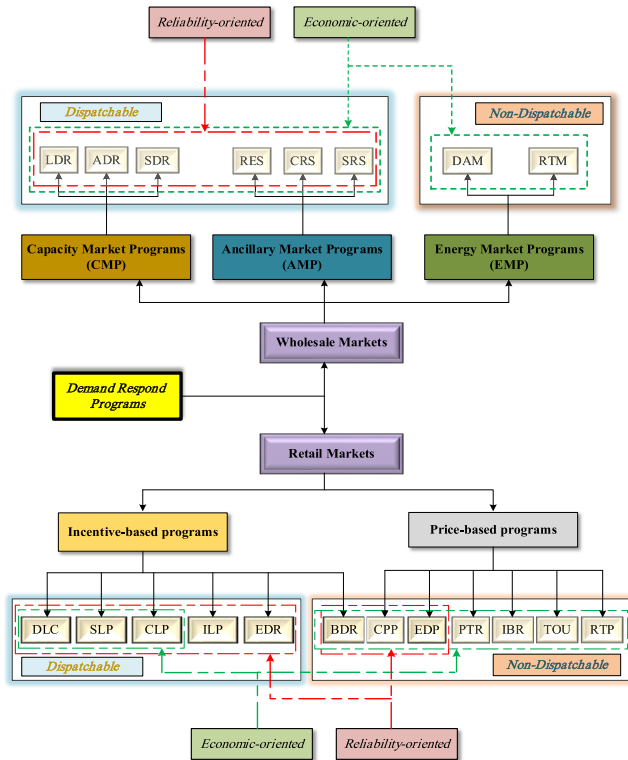 Reliability-oriented
Economic-oriented
Dispatchable
Non-Dispatchable
LDR
ADR
SDR
RES
CRS
SRS
DAM
RTM
Capacity Market Programs
(CMP)
Ancillary Market Programs
(AMP)
Energy Market Programs
(EMP)
Wholesale Markets
Demand Respond
Programs
Retail Markets
Incentive-based programs
Price-based programs
DLC
SLP
CLP
ILP
EDR
BDR
CPP
EDP
PTR
IBR
TOU
RTP
Dispatchable
Non-Dispatchable
Economic-oriented
Reliability-oriented